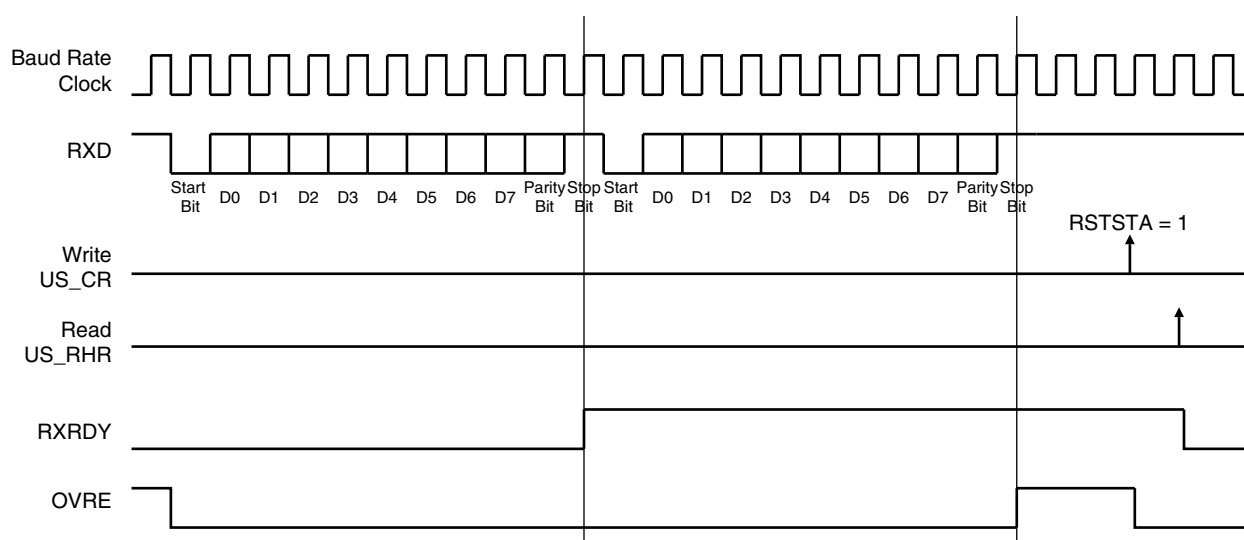 Baud Rate
Clock
RXD
Start
Bit
D0
D1
D2
D3
D4
D5
D6
D7
Parity
Bit
Stop
Bit
Start
Bit
D0
D1
D2
D3
D4
D5
D6
D7
Parity
Bit
Stop
Bit
RSTSTA = 1
Write
US_CR
Read
US_RHR
RXRDY
OVRE